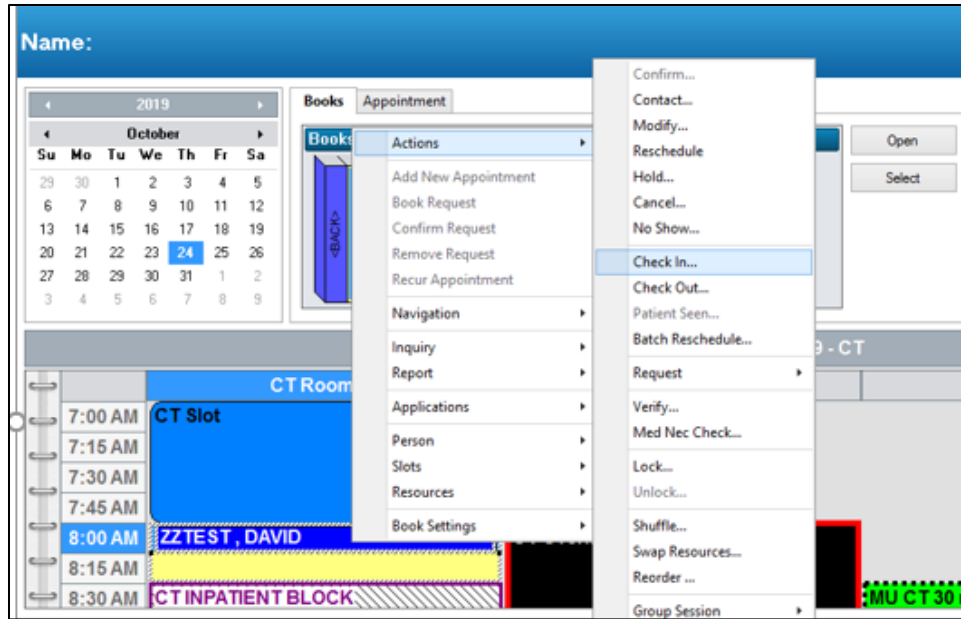 Name:
2019
October
Su Mo Tu We Th Fr Sa
29 30 1 2 3 4 5
6 7 8 9 10 11 12
13 14 15 16 17 18 19
20 21 22 23 24 25 26
27 28 29 30 31 1 2
3 4 5 6 7 8 9
Books Appointment
Books
<BACK>
Open
Select
Actions
Add New Appointment
Book Request
Confirm Request
Remove Request
Recur Appointment
Navigation
Inquiry
Report
Applications
Person
Slots
Resources
Book Settings
Confirm...
Contact...
Modify...
Reschedule
Hold...
Cancel...
No Show...
Check In...
Check Out...
Patient Seen...
Batch Reschedule...
Request
Verify...
Med Nec Check...
Lock...
Unlock...
Shuffle...
Swap Resources...
Reorder ...
Group Session
9 - CT
CT Room
7:00 AM CT Slot
7:15 AM
7:30 AM
7:45 AM
8:00 AM ZZTEST , DAVID
8:15 AM
8:30 AM CT INPATIENT BLOCK
MU CT 30